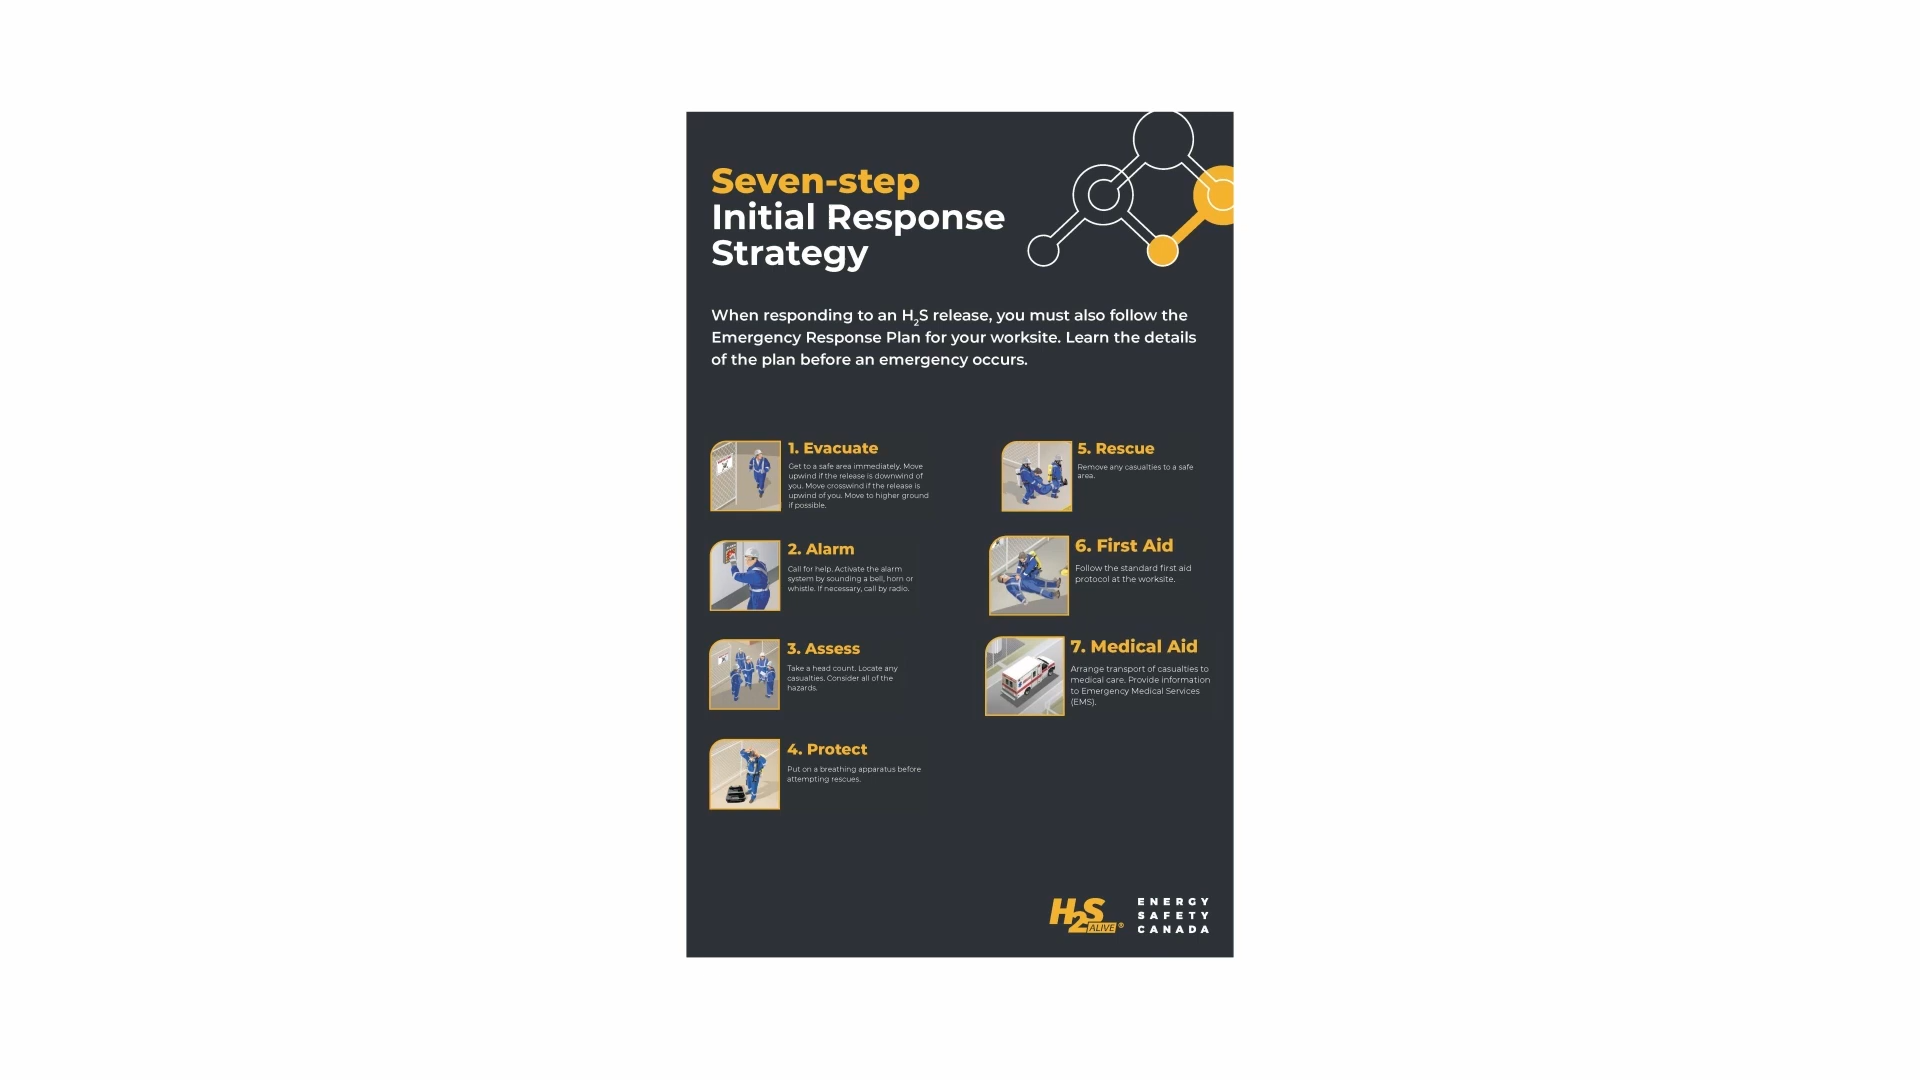 Seven-step
Initial Response
Strategy
When responding to an H₂S release, you must also follow the
Emergency Response Plan for your worksite. Learn the details
of the plan before an emergency occurs.
1. Evacuate
Get to a safe area immediately. Move
upwind if the release is downwind of
you. Move crosswind if the release is
upwind of you. Move to higher ground
if possible.
2. Alarm
Call for help. Activate the alarm
system by sounding a bell, horn or
whistle. If necessary, call by radio.
3. Assess
Take a head count. Locate any
casualties. Consider all of the
hazards.
4. Protect
Put on a breathing apparatus before
attempting rescues.
5. Rescue
Remove any casualties to a safe
area.
6. First Aid
Follow the standard first aid
protocol at the worksite.
7. Medical Aid
Arrange transport of casualties to
medical care. Provide information
to Emergency Medical Services
(EMS).
H2S
ALIVE®
ENERGY
SAFETY
CANADA